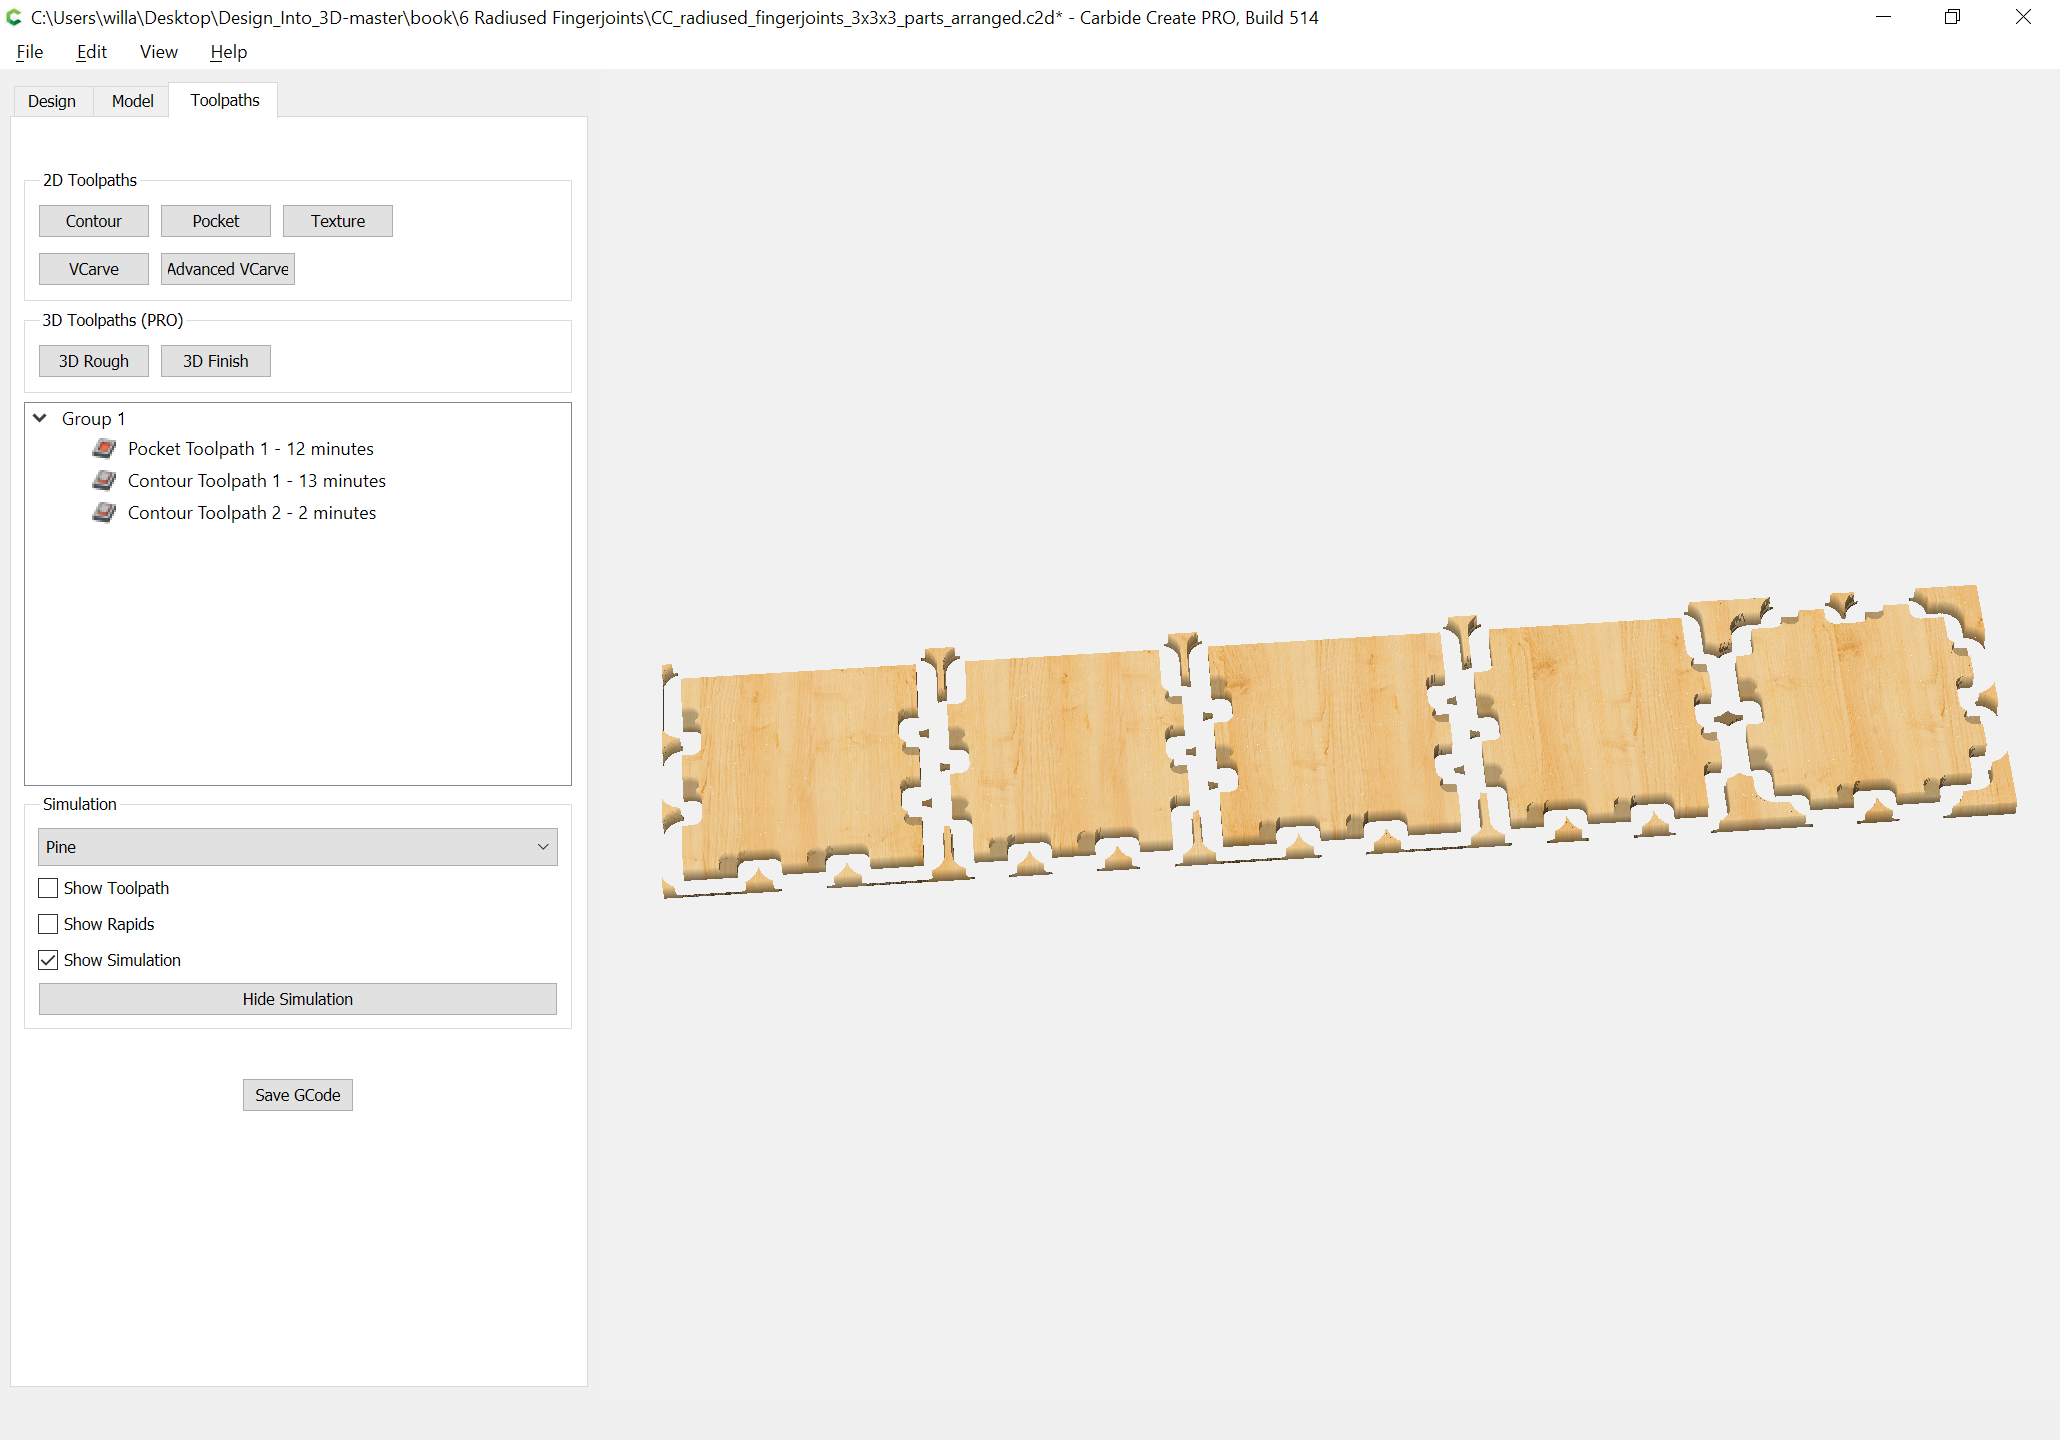 C:\Users\willa\Desktop\Design_Into_3D-master\book\6 Radiused Fingerjoints\CC_radiused_fingerjoints_3x3x3_parts_arranged.c2d* - Carbide Create PRO, Build 514
File Edit View Help
Design Model Toolpaths
2D Toolpaths
Contour Pocket Texture
VCarve Advanced VCarve
3D Toolpaths (PRO)
3D Rough 3D Finish
Group 1
Pocket Toolpath 1 - 12 minutes
Contour Toolpath 1 - 13 minutes
Contour Toolpath 2 - 2 minutes
Simulation
Pine
Show Toolpath
Show Rapids
Show Simulation
Hide Simulation
Save GCode